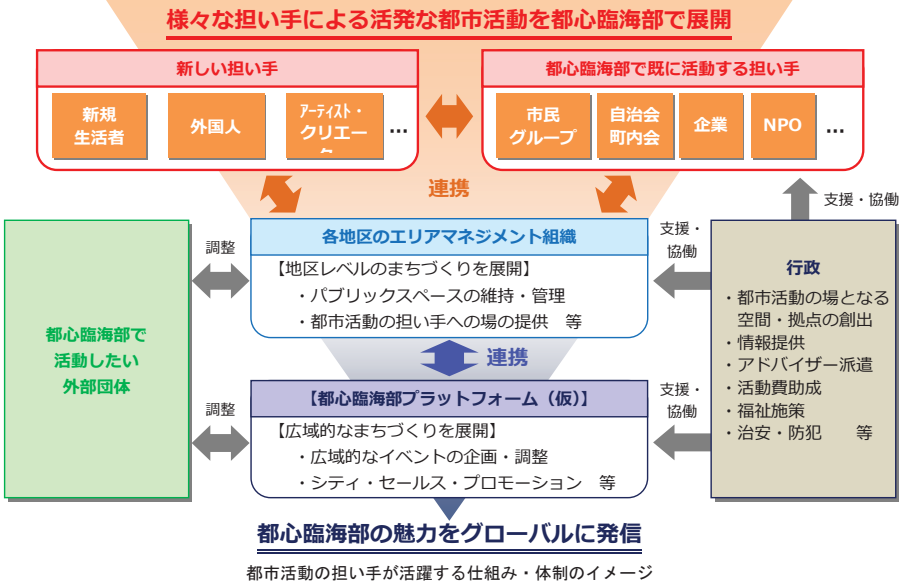 様々な担い手による活発な都市活動を都心臨海部で展開
新しい担い手
新規
生活者
外国人
ｱｰﾃｨｽﾄ・
クリエー
タ
…
都心臨海部で既に活動する担い手
市民
グループ
自治会
町内会
企業
NPO
…
連携
支援・協働
都心臨海部で
活動したい
外部団体
調整
調整
各地区のエリアマネジメント組織
【地区レベルのまちづくりを展開】
・パブリックスペースの維持・管理
・都市活動の担い手への場の提供　等
連携
【都心臨海部プラットフォーム（仮）】
【広域的なまちづくりを展開】
・広域的なイベントの企画・調整
・シティ・セールス・プロモーション　等
支援・
協働
支援・
協働
行政
・都市活動の場となる
空間・拠点の創出
・情報提供
・アドバイザー派遣
・活動費助成
・福祉施策
・治安・防犯　　等
都心臨海部の魅力をグローバルに発信
都市活動の担い手が活躍する仕組み・体制のイメージ